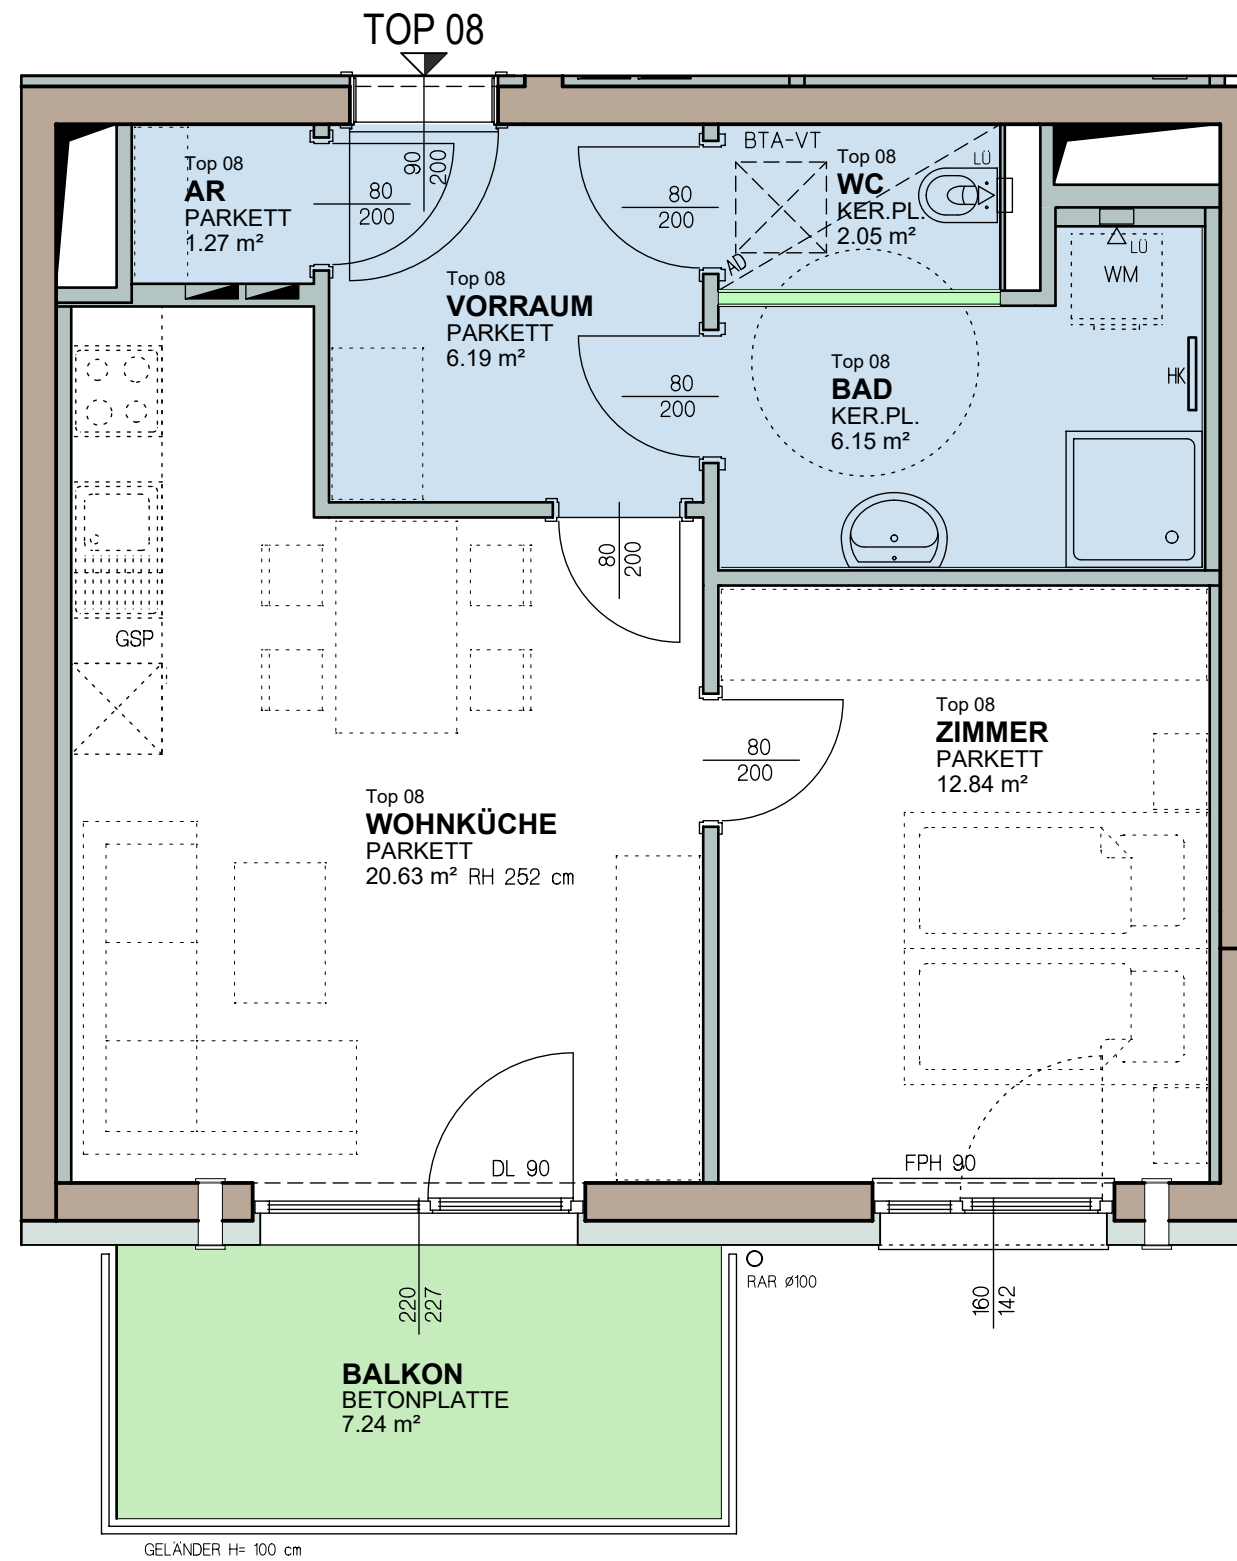 TOP 08
Top 08
AR
PARKETT
1.27 m²
80
200
90
200
80
200
BTA-VT
Top 08
WC
KER.PL.
2.05 m²
LÜ
AD
Top 08
VORRAUM
PARKETT
6.19 m²
LÜ
WM
HK
80
200
Top 08
BAD
KER.PL.
6.15 m²
80
200
GSP
Top 08
ZIMMER
PARKETT
12.84 m²
80
200
Top 08
WOHNKÜCHE
PARKETT
20.63 m² RH 252 cm
DL 90
FPH 90
220
227
RAR ø100
160
142
BALKON
BETONPLATTE
7.24 m²
GELÄNDER H= 100 cm